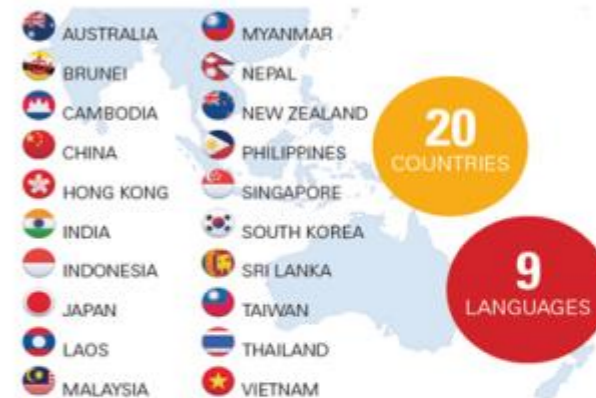 AUSTRALIA
BRUNEI
CAMBODIA
CHINA
HONG KONG
INDIA
INDONESIA
JAPAN
LAOS
MALAYSIA
MYANMAR
NEPAL
NEW ZEALAND
PHILIPPINES
SINGAPORE
SOUTH KOREA
SRI LANKA
TAIWAN
THAILAND
VIETNAM
20
COUNTRIES
9
LANGUAGES